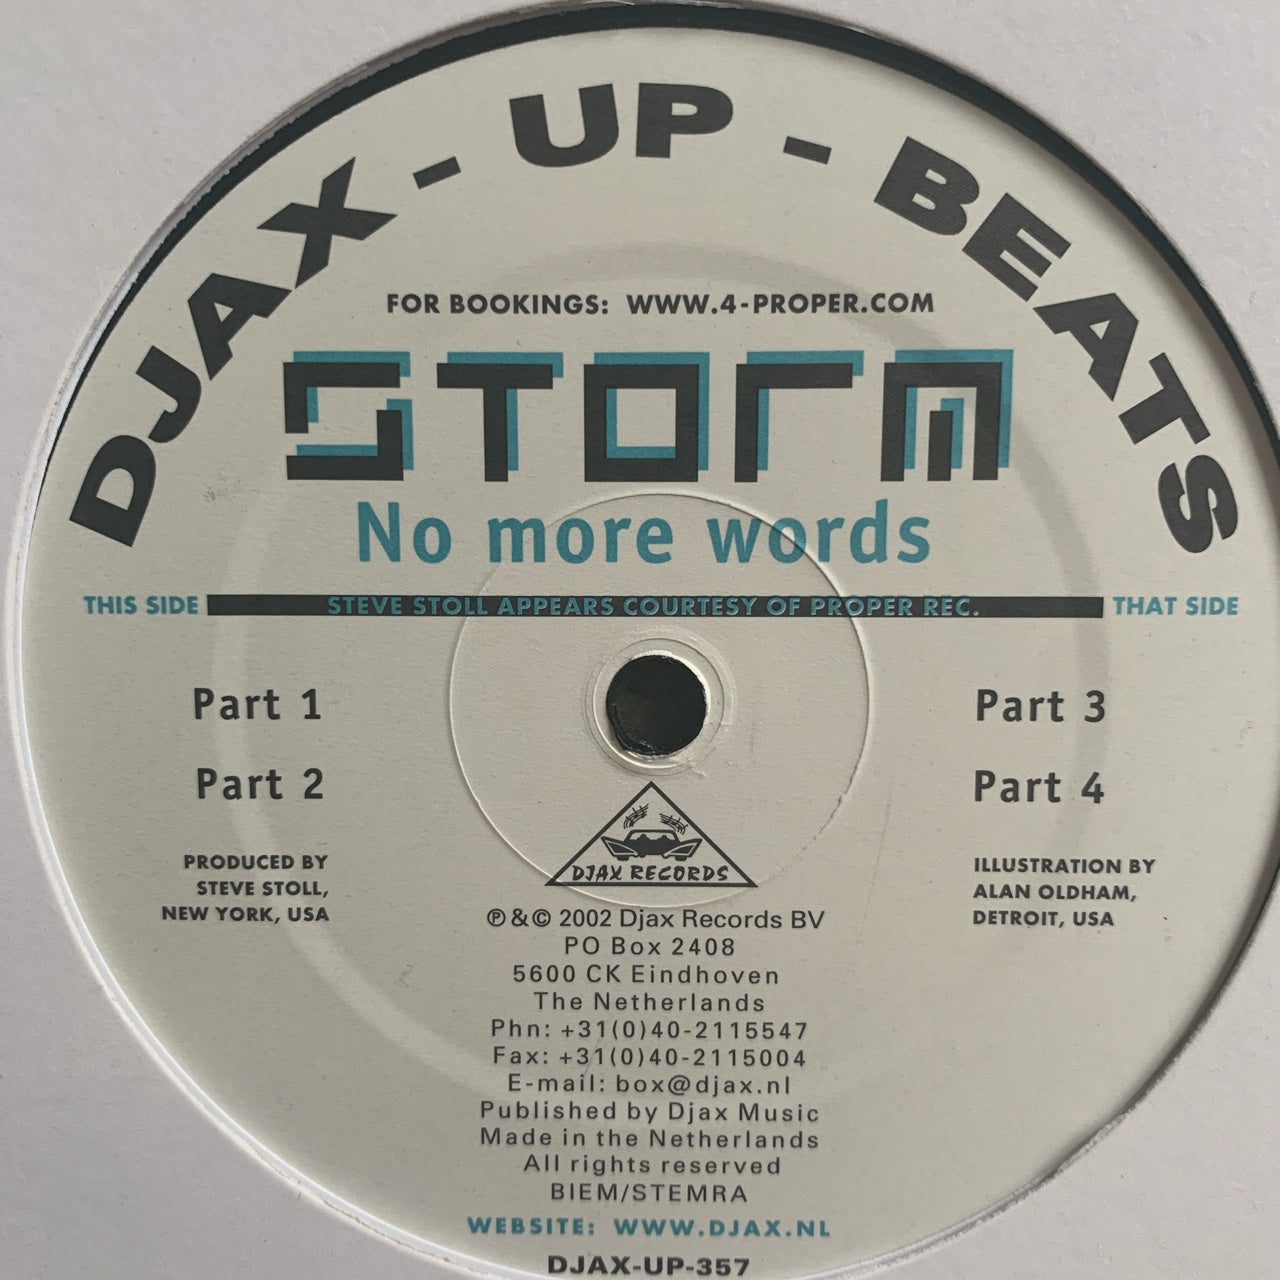 DJAX - UP - BEATS
FOR BOOKINGS: WWW.4-PROPER.COM
STORM
No more words
THIS SIDE STEVE STOLL APPEARS COURTESY OF PROPER REC. THAT SIDE
Part 1
Part 2
PRODUCED BY
STEVE STOLL,
NEW YORK, USA
Part 3
Part 4
ILLUSTRATION BY
ALAN OLDHAM,
DETROIT, USA
DJAX RECORDS
℗ & © 2002 Djax Records BV
PO Box 2408
5600 CK Eindhoven
The Netherlands
Phn: +31(0)40-2115547
Fax: +31(0)40-2115004
E-mail: box@djax.nl
Published by Djax Music
Made in the Netherlands
All rights reserved
BIEM/STEMRA
WEBSITE: WWW.DJAX.NL
DJAX-UP-357